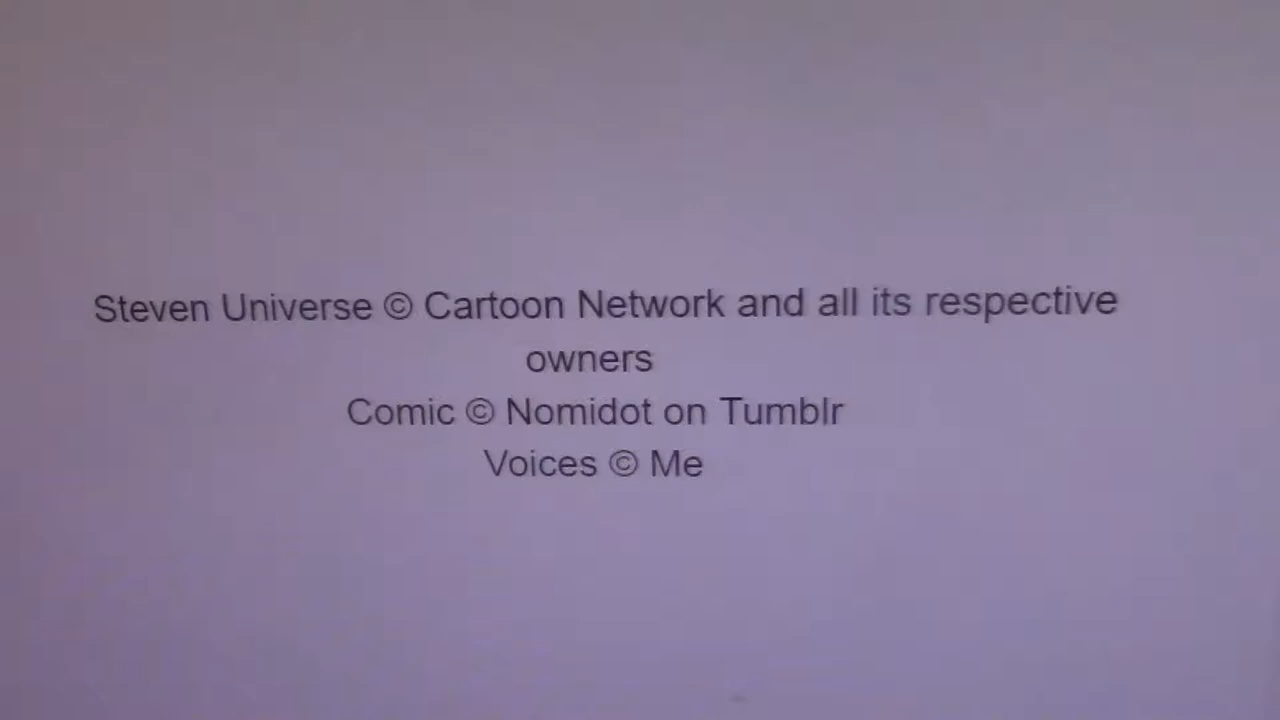 Steven Universe © Cartoon Network and all its respective
owners
Comic © Nomidot on Tumblr
Voices © Me